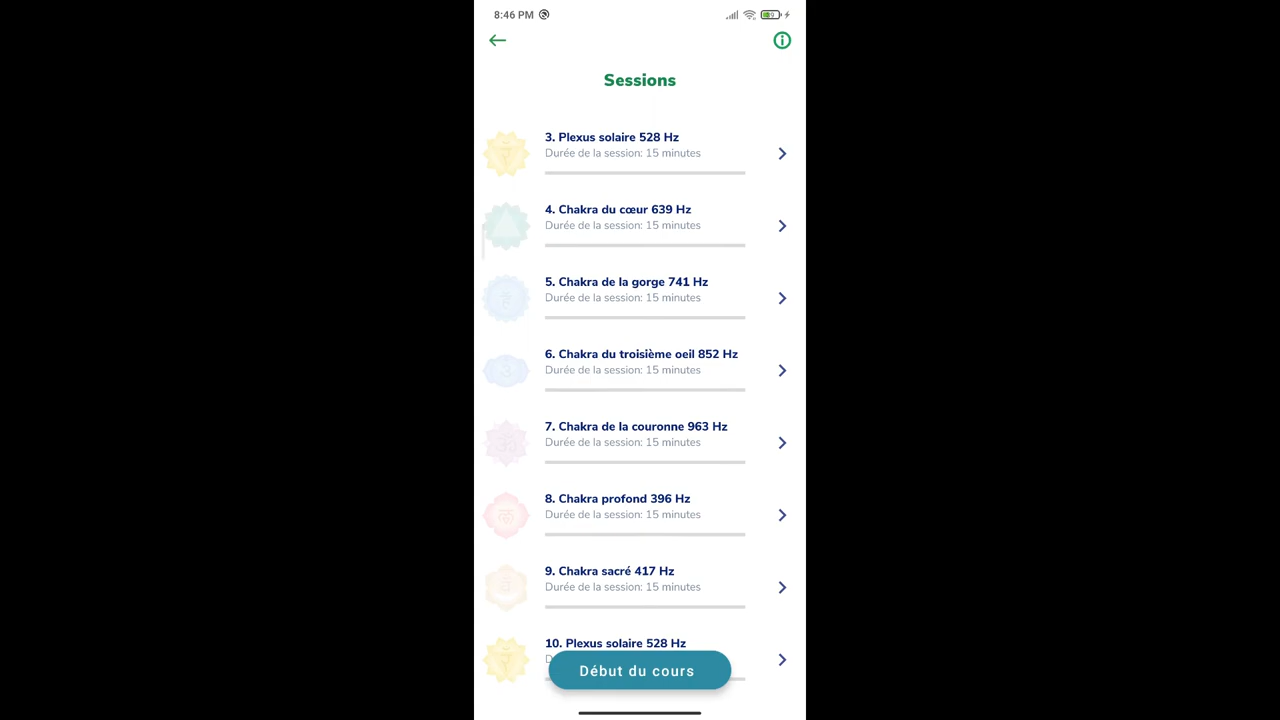 8:46 PM
9
Sessions
3. Plexus solaire 528 Hz
Durée de la session: 15 minutes
4. Chakra du cœur 639 Hz
Durée de la session: 15 minutes
5. Chakra de la gorge 741 Hz
Durée de la session: 15 minutes
6. Chakra du troisième oeil 852 Hz
Durée de la session: 15 minutes
7. Chakra de la couronne 963 Hz
Durée de la session: 15 minutes
8. Chakra profond 396 Hz
Durée de la session: 15 minutes
9. Chakra sacré 417 Hz
Durée de la session: 15 minutes
10. Plexus solaire 528 Hz
Début du cours